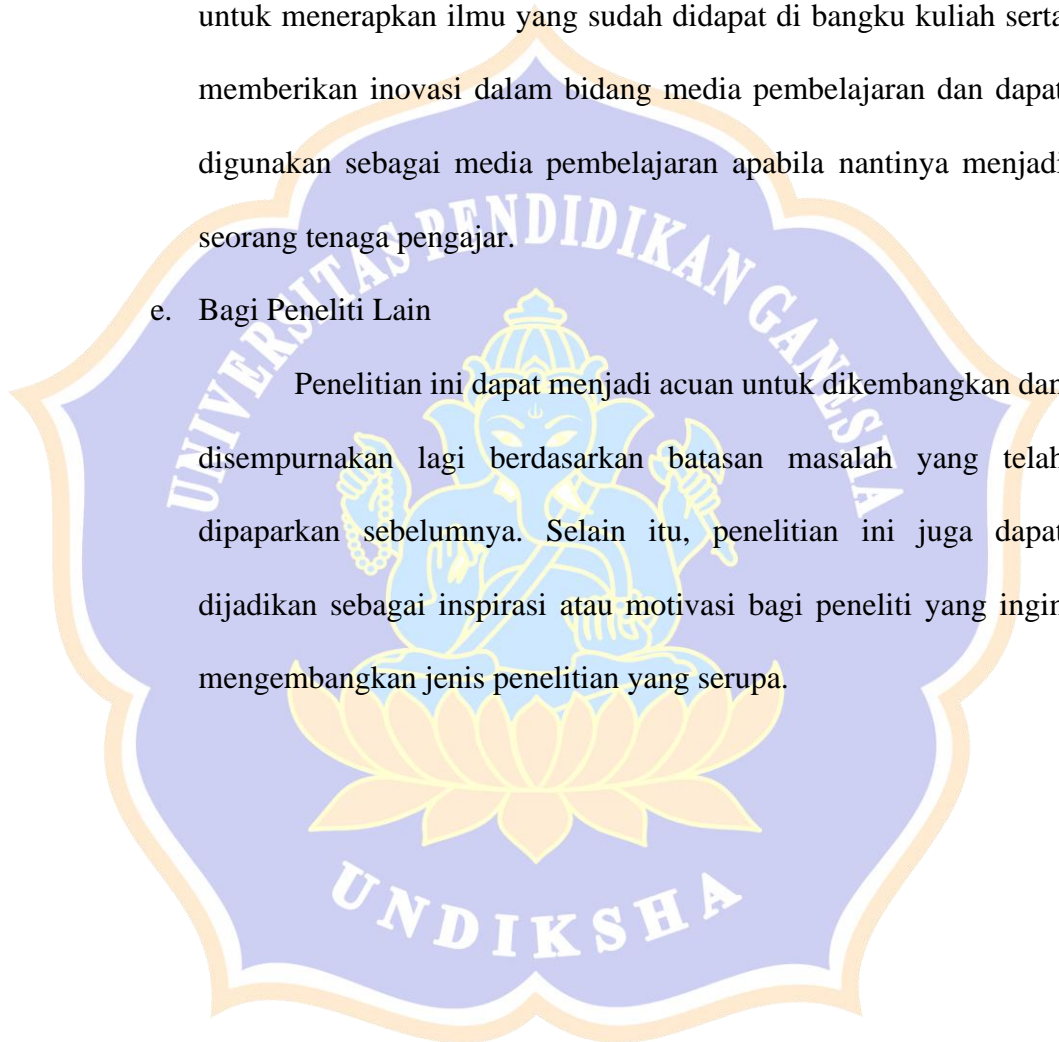 untuk menerapkan ilmu yang sudah didapat di bangku kuliah serta
memberikan inovasi dalam bidang media pembelajaran dan dapat
digunakan sebagai media pembelajaran apabila nantinya menjadi
seorang tenaga pengajar.
UNIVERSITAS PENDIDIKAN GANESHA
e. Bagi Peneliti Lain
Penelitian ini dapat menjadi acuan untuk dikembangkan dan
disempurnakan lagi berdasarkan batasan masalah yang telah
dipaparkan sebelumnya. Selain itu, penelitian ini juga dapat
dijadikan sebagai inspirasi atau motivasi bagi peneliti yang ingin
mengembangkan jenis penelitian yang serupa.
UNDIKSHA